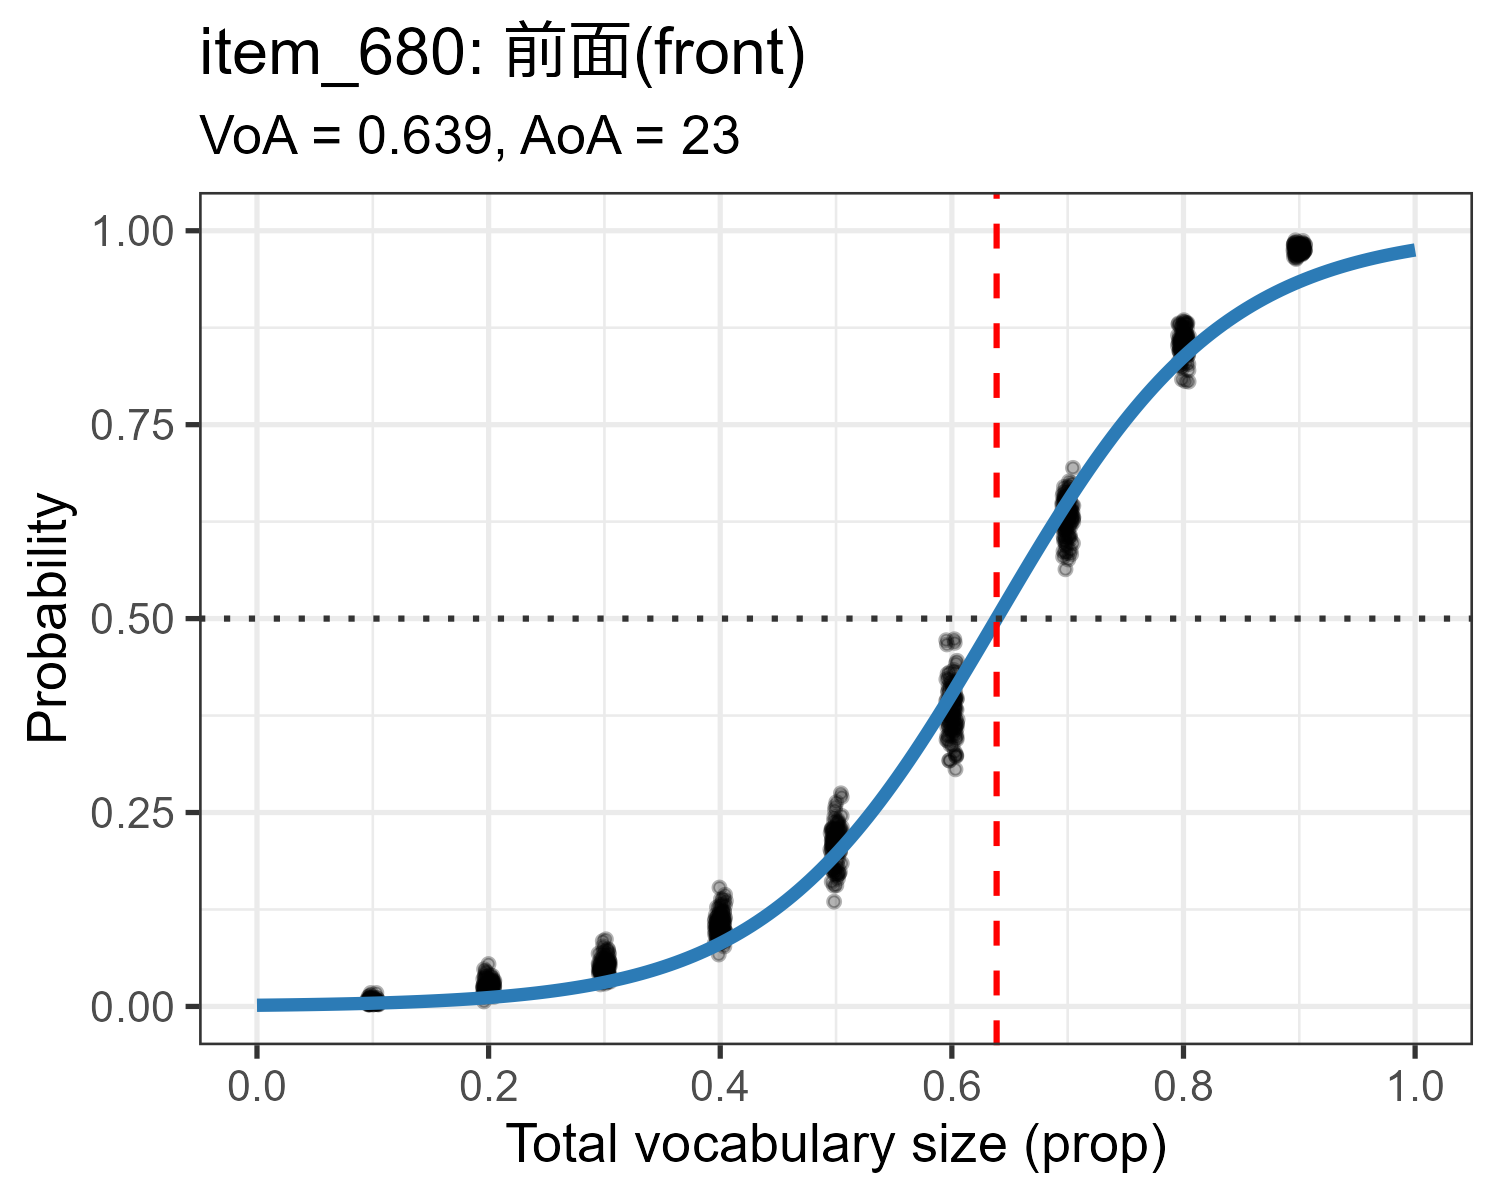 item_680: 前面(front)
VoA = 0.639, AoA = 23
1.00
0.75
0.50
0.25
0.00
Probability
0.0 0.2 0.4 0.6 0.8 1.0
Total vocabulary size (prop)